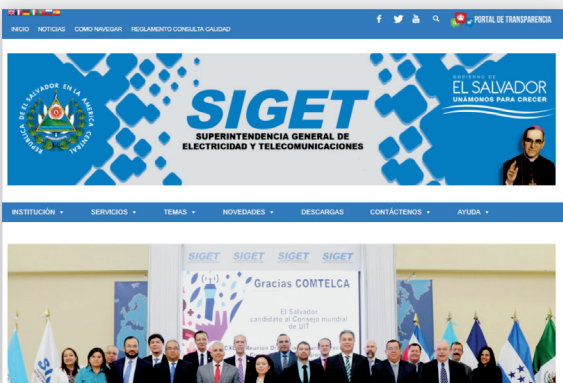 INICIO NOTICIAS COMO NAVEGAR REGLAMENTO CONSULTA CALIDAD
PORTAL DE TRANSPARENCIA
REPÚBLICA DE EL SALVADOR EN LA AMÉRICA CENTRAL
SIGET
SUPERINTENDENCIA GENERAL DE
ELECTRICIDAD Y TELECOMUNICACIONES
GOBIERNO DE
EL SALVADOR
UNÁMONOS PARA CRECER
INSTITUCIÓN SERVICIOS TEMAS NOVEDADES DESCARGAS CONTÁCTENOS AYUDA
SIGET SIGET SIGET SIGET
Gracias COMTELCA
El Salvador
candidato al Consejo mundial
de UIT